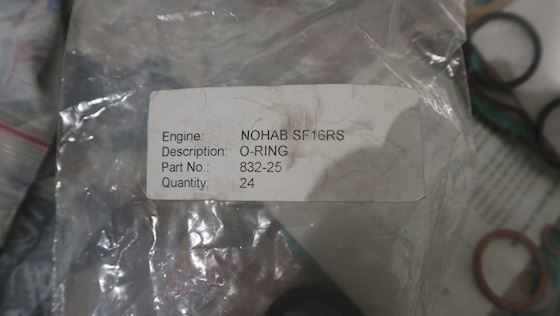 Engine: NOHAB SF16RS
Description: O-RING
Part No.: 832-25
Quantity: 24